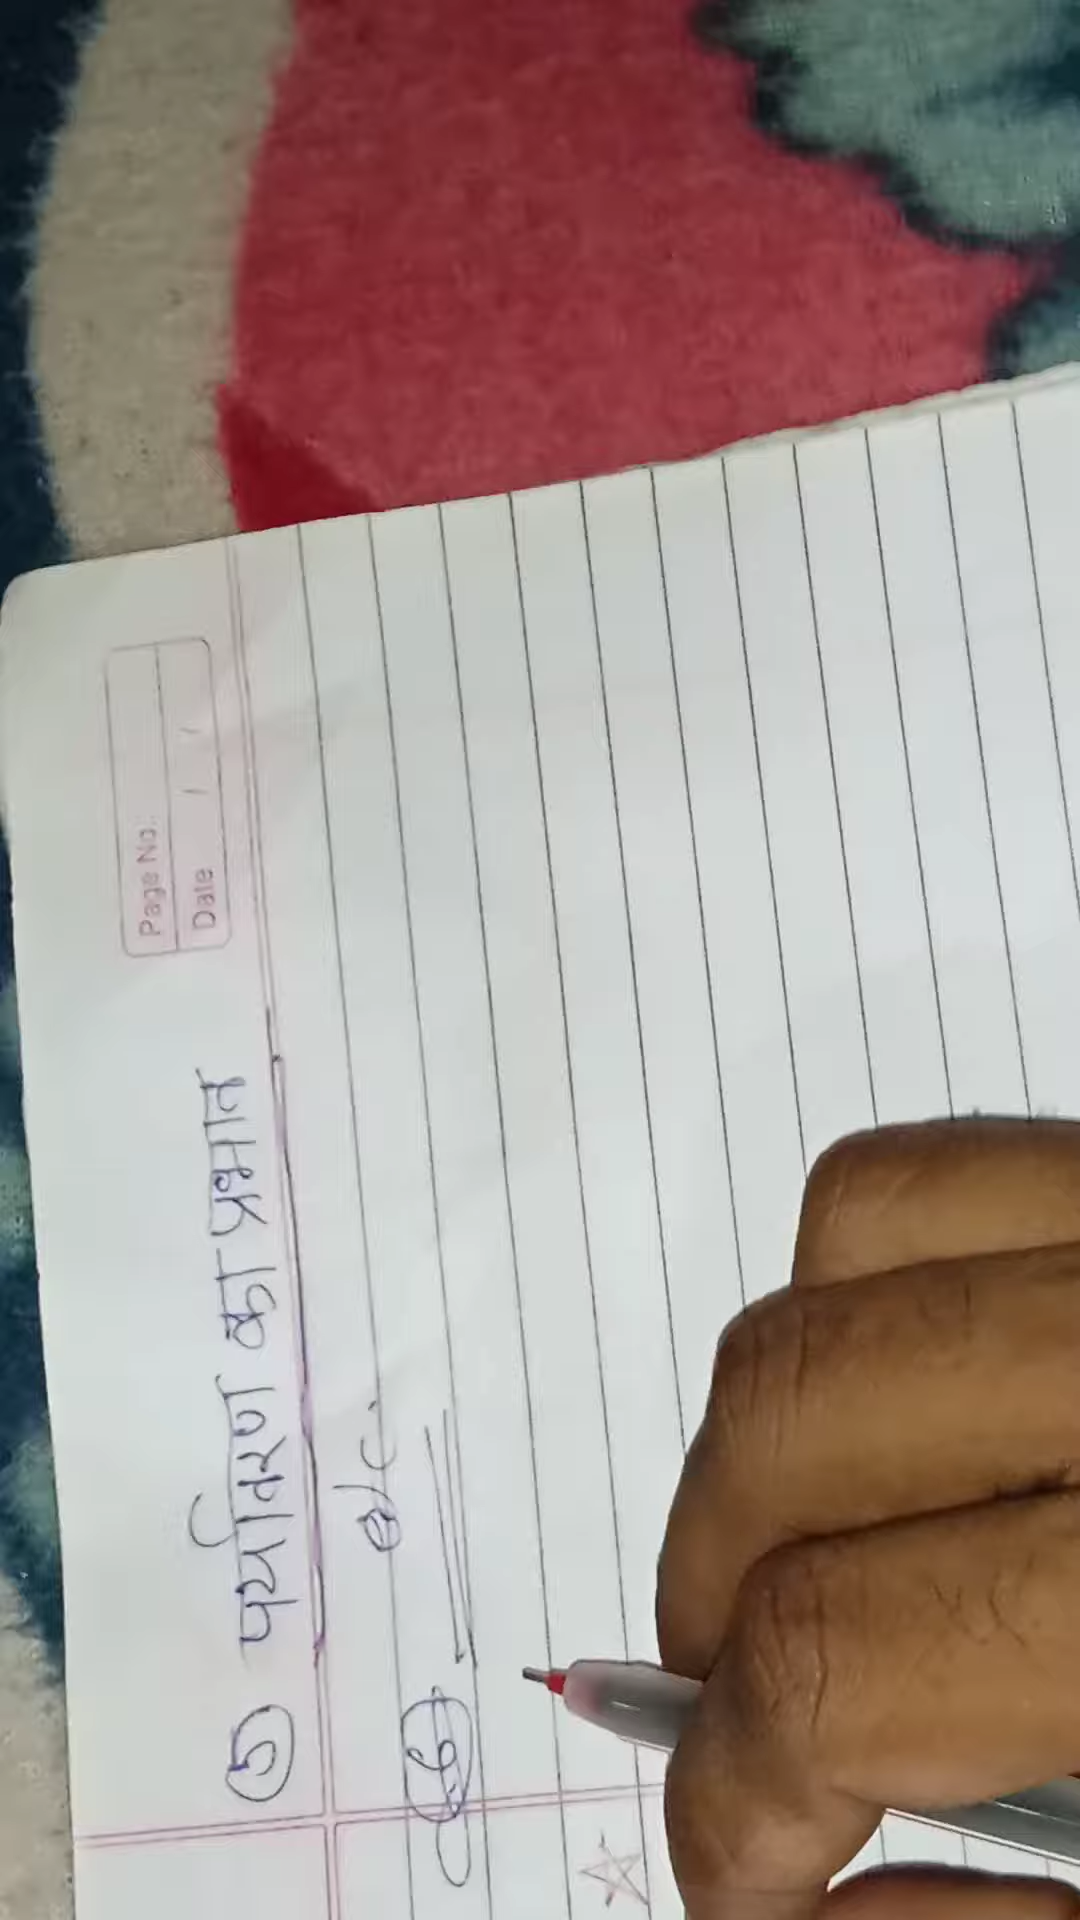 Page No.
Date / /
⑤ पर्यावरण का प्रभाव